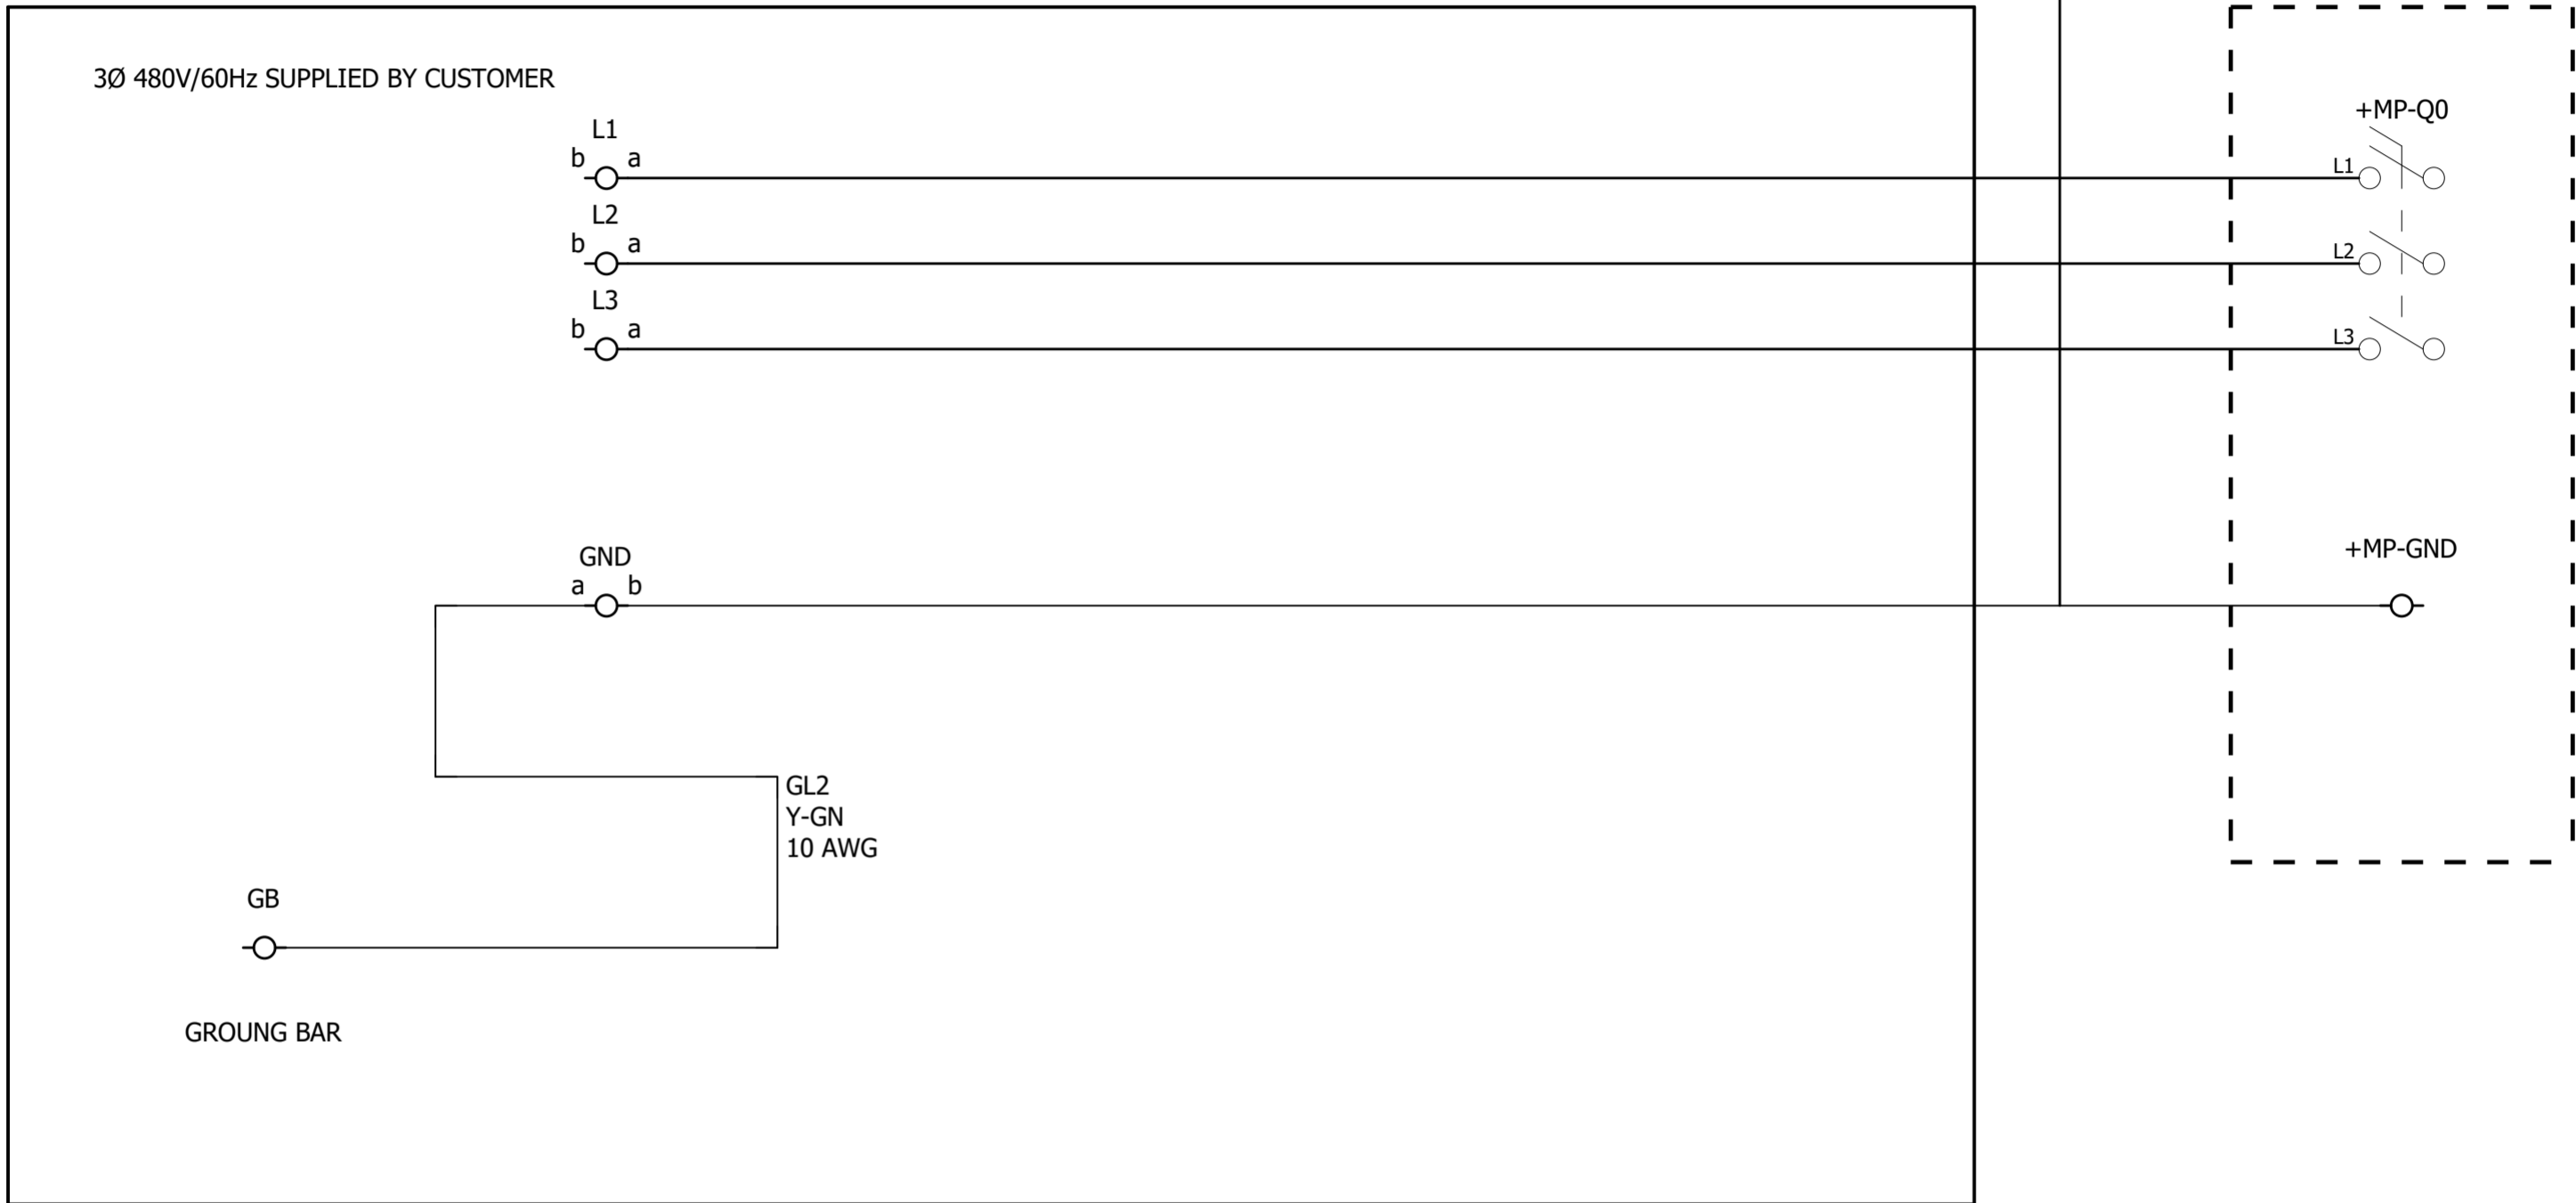 3Ø 480V/60Hz SUPPLIED BY CUSTOMER
+MP-Q0
L1
b a
L1
L2
b a
L2
L3
b a
L3
GND
a b
+MP-GND
GL2
Y-GN
10 AWG
GB
GROUNG BAR